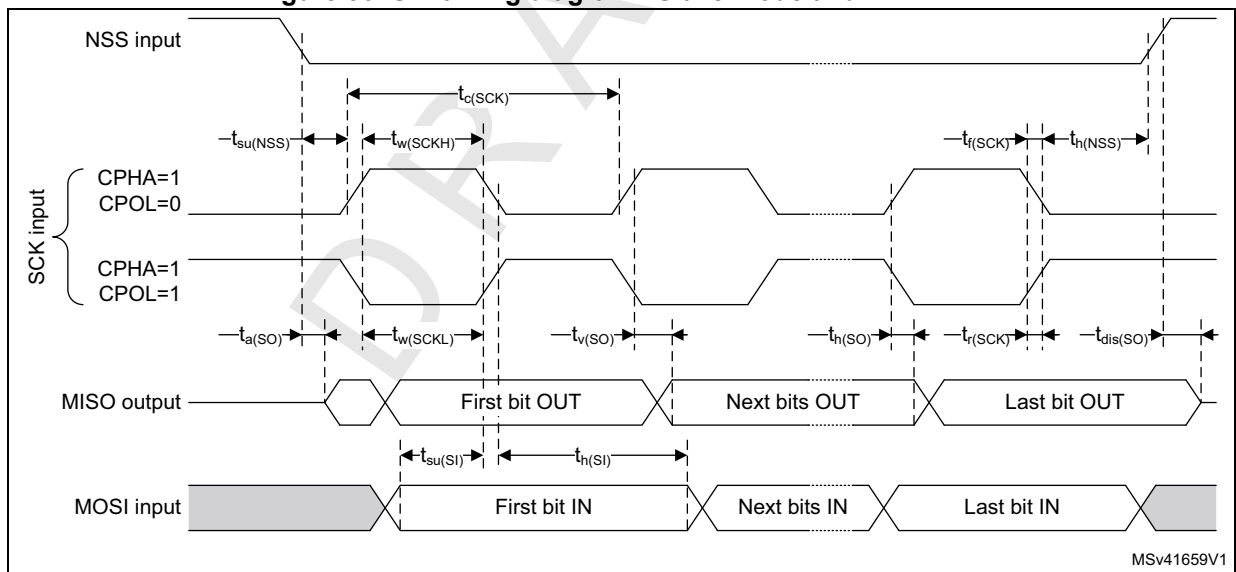 NSS input
tc(SCK)
tsu(NSS)
tw(SCKH)
tf(SCK)
th(NSS)
SCK input
CPHA=1
CPOL=0
CPHA=1
CPOL=1
ta(SO)
tw(SCKL)
tv(SO)
th(SO)
tr(SCK)
tdis(SO)
MISO output
First bit OUT
Next bits OUT
Last bit OUT
tsu(SI)
th(SI)
MOSI input
First bit IN
Next bits IN
Last bit IN
MSv41659V1